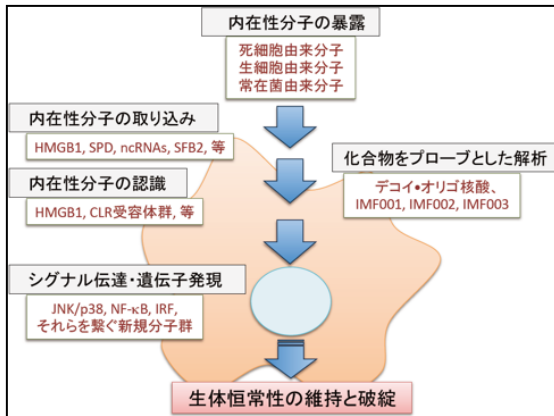 内在性分子の暴露
死細胞由来分子
生細胞由来分子
常在菌由来分子
内在性分子の取り込み
HMGB1, SPD, ncRNAs, SFB2, 等
内在性分子の認識
HMGB1, CLR受容体群, 等
化合物をプローブとした解析
デコイ•オリゴ核酸、
IMF001, IMF002, IMF003
シグナル伝達・遺伝子発現
JNK/p38, NF-κB, IRF,
それらを繋ぐ新規分子群
生体恒常性の維持と破綻